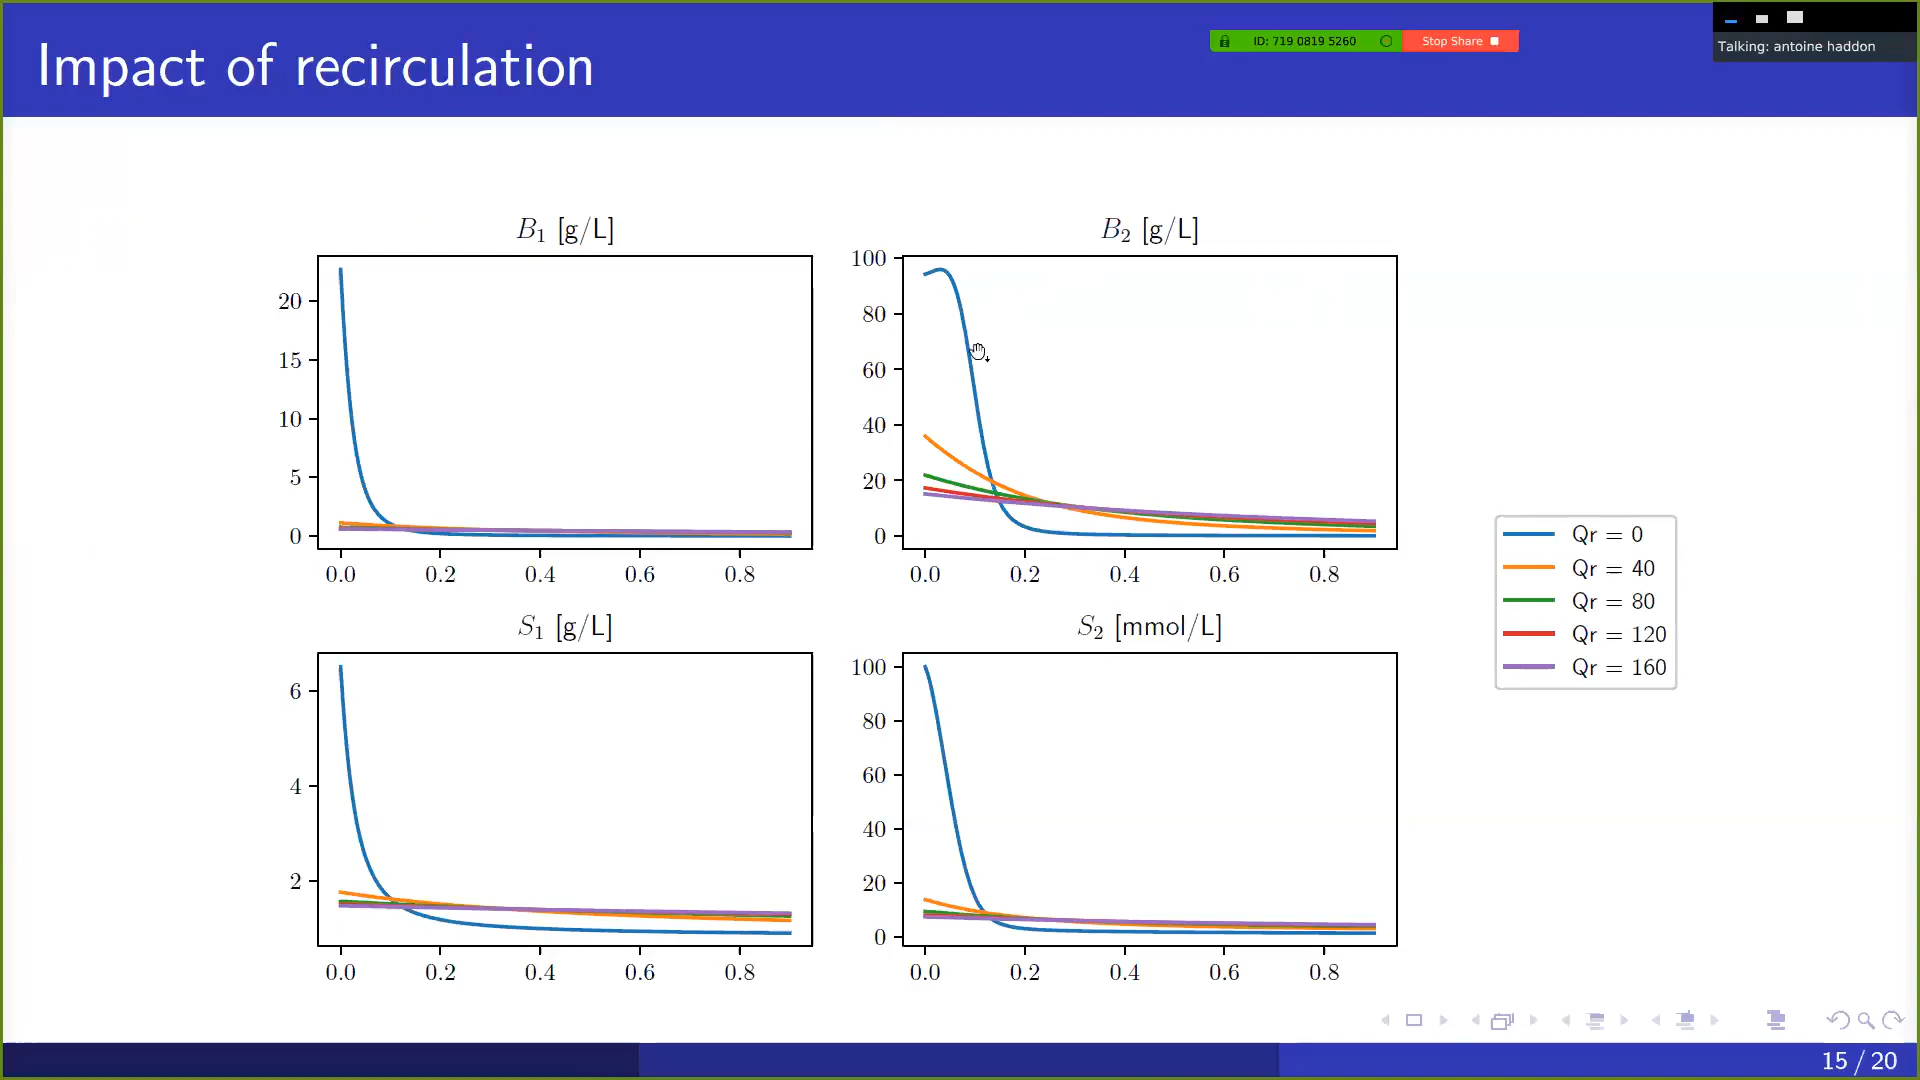 Impact of recirculation
ID: 719 0819 5260
Stop Share
Talking: antoine haddon
B₁ [g/L]
20
15
10
5
0
0.0 0.2 0.4 0.6 0.8
B₂ [g/L]
100
80
60
40
20
0
0.0 0.2 0.4 0.6 0.8
S₁ [g/L]
6
4
2
0.0 0.2 0.4 0.6 0.8
S₂ [mmol/L]
100
80
60
40
20
0
0.0 0.2 0.4 0.6 0.8
Qr = 0
Qr = 40
Qr = 80
Qr = 120
Qr = 160
15 / 20